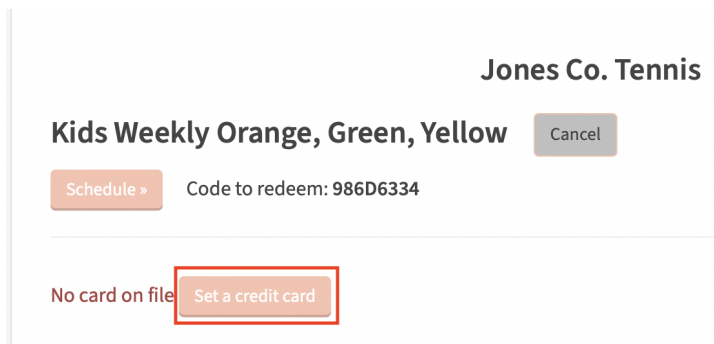 Jones Co. Tennis
Kids Weekly Orange, Green, Yellow Cancel
Schedule » Code to redeem: 986D6334
No card on file Set a credit card